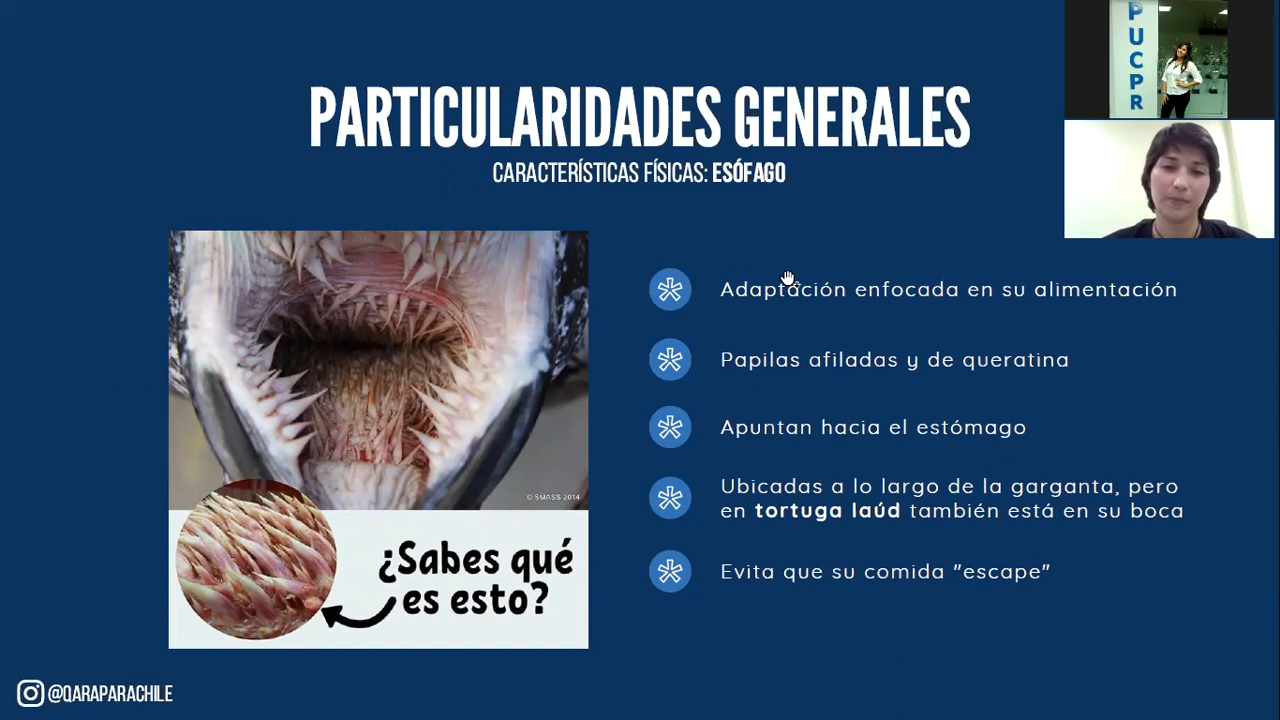 PUCPR
PARTICULARIDADES GENERALES
CARACTERÍSTICAS FÍSICAS: ESÓFAGO
Adaptación enfocada en su alimentación
Papilas afiladas y de queratina
Apuntan hacia el estómago
Ubicadas a lo largo de la garganta, pero
en tortuga laúd también está en su boca
Evita que su comida "escape"
© SMASS 2014
¿Sabes qué
es esto?
@QARAPARACHILE